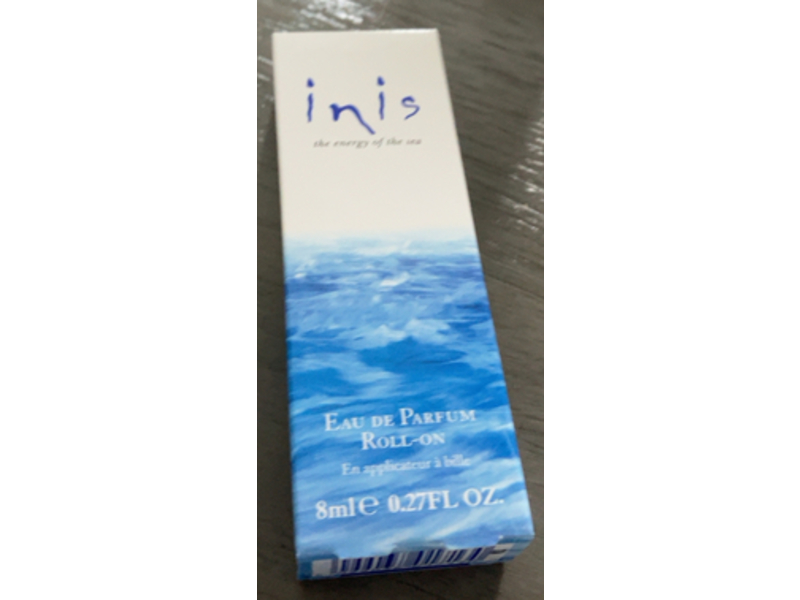 inis
the energy of the sea
EAU DE PARFUM
ROLL-ON
En applicateur à bille
8ml℮ 0.27FL OZ.